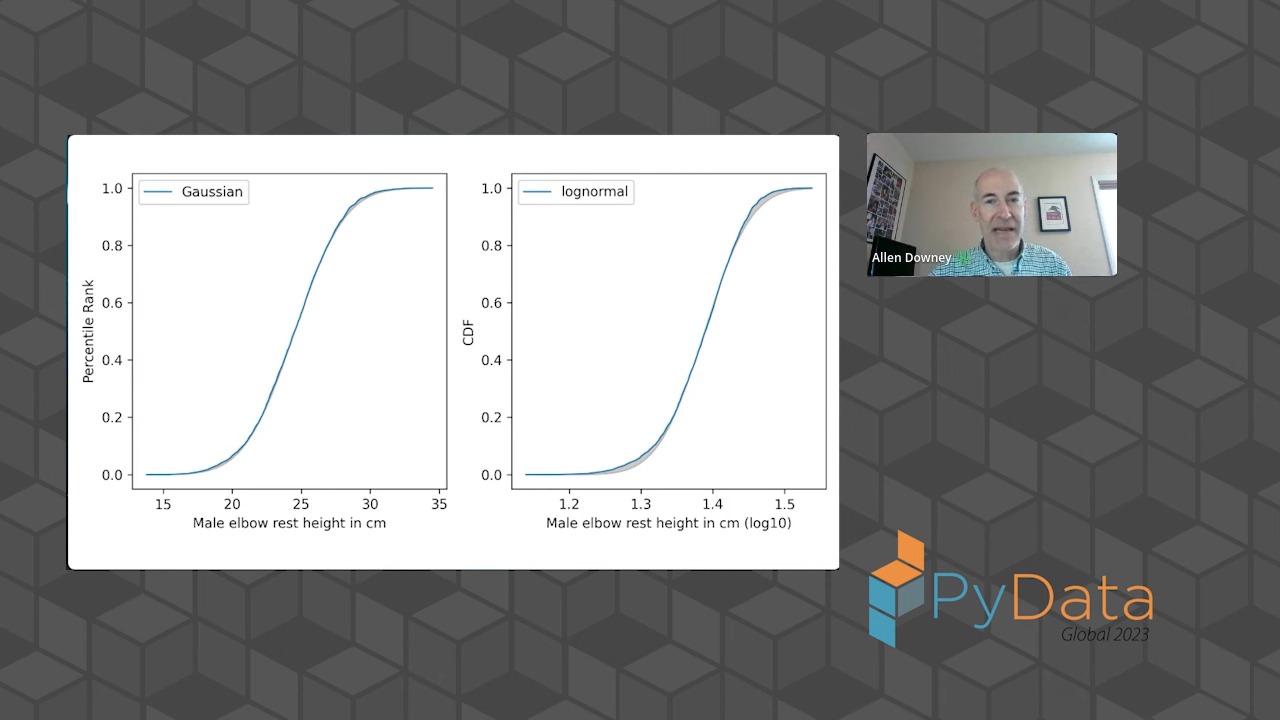 Gaussian
1.0
0.8
0.6
0.4
0.2
0.0
Percentile Rank
15 20 25 30 35
Male elbow rest height in cm
lognormal
1.0
0.8
0.6
0.4
0.2
0.0
CDF
1.2 1.3 1.4 1.5
Male elbow rest height in cm (log10)
Allen Downey
PyData
Global 2023